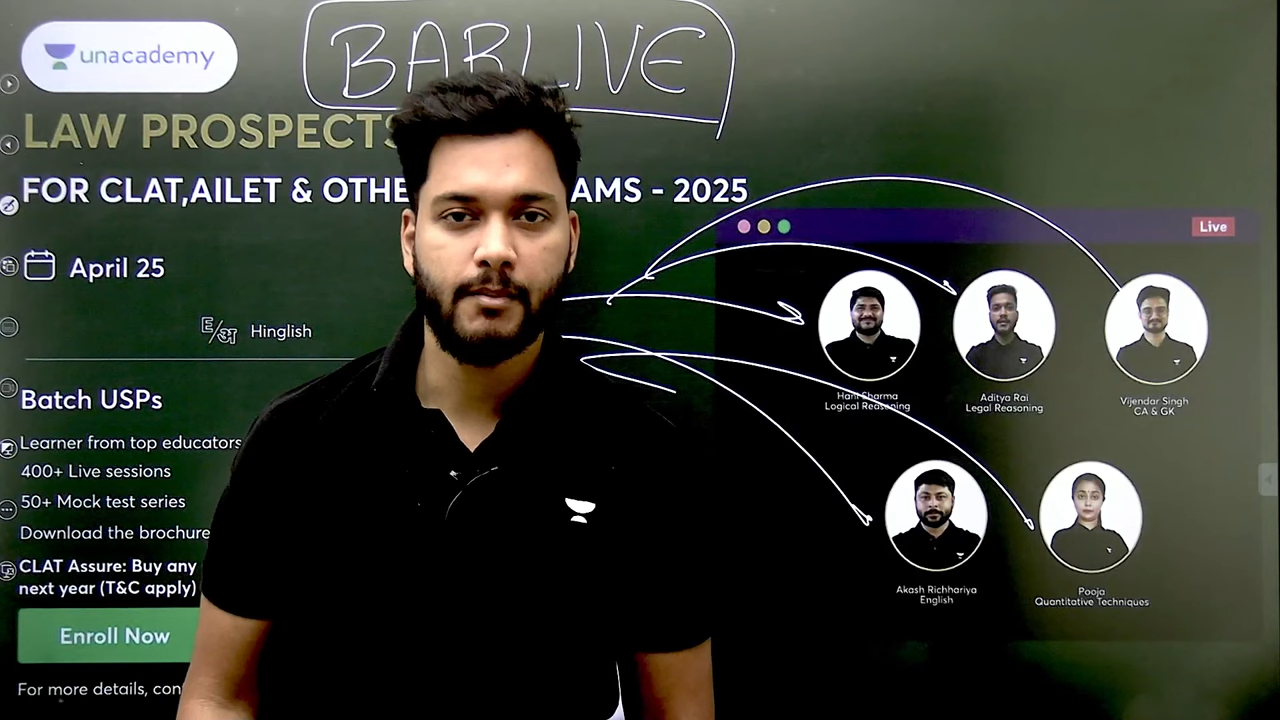 unacademy
BARLIVE
LAW PROSPECTS
FOR CLAT,AILET & OTHE AMS - 2025
April 25
Hinglish
Batch USPs
Learner from top educators
400+ Live sessions
50+ Mock test series
Download the brochure
CLAT Assure: Buy any
next year (T&C apply)
Enroll Now
For more details, con
Live
Hani Sharma
Logical Reasoning
Aditya Rai
Legal Reasoning
Vijendar Singh
CA & GK
Akash Richhariya
English
Pooja
Quantitative Techniques